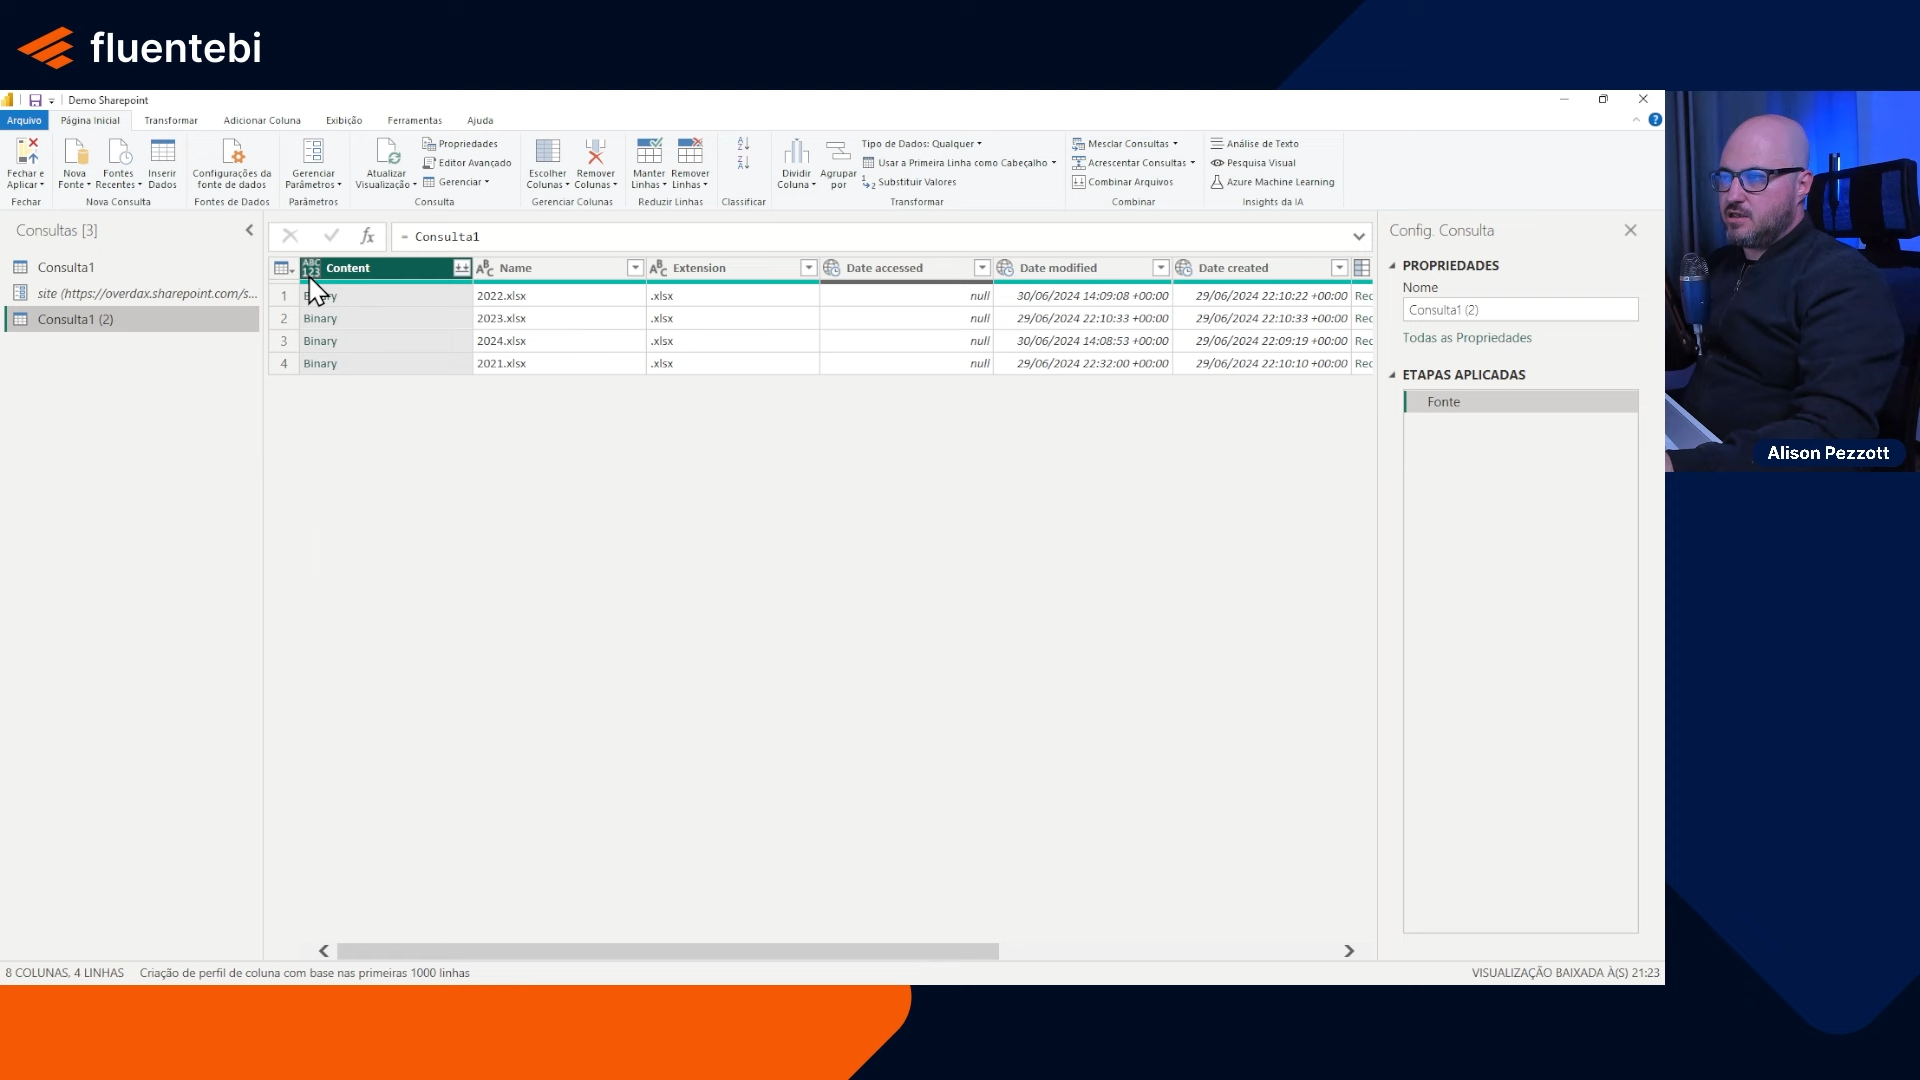 fluentebi
Demo Sharepoint
Arquivo
Página Inicial
Transformar
Adicionar Coluna
Exibição
Ferramentas
Ajuda
Fechar e Aplicar
Nova Fonte
Fontes Recentes
Inserir Dados
Configurações da fonte de dados
Gerenciar Parâmetros
Atualizar Visualização
Propriedades
Editor Avançado
Gerenciar
Escolher Colunas
Remover Colunas
Manter Linhas
Remover Linhas
Dividir Coluna
Agrupar por
Tipo de Dados: Qualquer
Usar a Primeira Linha como Cabeçalho
Substituir Valores
Mesclar Consultas
Acrescentar Consultas
Combinar Arquivos
Análise de Texto
Pesquisa Visual
Azure Machine Learning
Fechar
Nova Consulta
Fontes de Dados
Parâmetros
Consulta
Gerenciar Colunas
Reduzir Linhas
Classificar
Transformar
Combinar
Insights da IA
Consultas [3]
Consulta1
site (https://overdax.sharepoint.com/s...
Consulta1 (2)
fx
= Consulta1
ABC 123 Content
ABC Name
ABC Extension
Date accessed
Date modified
Date created
1 2022.xlsx .xlsx null 30/06/2024 14:09:08 +00:00 29/06/2024 22:10:22 +00:00 Rec
2 Binary 2023.xlsx .xlsx null 29/06/2024 22:10:33 +00:00 29/06/2024 22:10:33 +00:00 Rec
3 Binary 2024.xlsx .xlsx null 30/06/2024 14:08:53 +00:00 29/06/2024 22:09:19 +00:00 Rec
4 Binary 2021.xlsx .xlsx null 29/06/2024 22:32:00 +00:00 29/06/2024 22:10:10 +00:00 Rec
Config. Consulta
PROPRIEDADES
Nome
Consulta1 (2)
Todas as Propriedades
ETAPAS APLICADAS
Fonte
Alison Pezzott
8 COLUNAS, 4 LINHAS
Criação de perfil de coluna com base nas primeiras 1000 linhas
VISUALIZAÇÃO BAIXADA À(S) 21:23